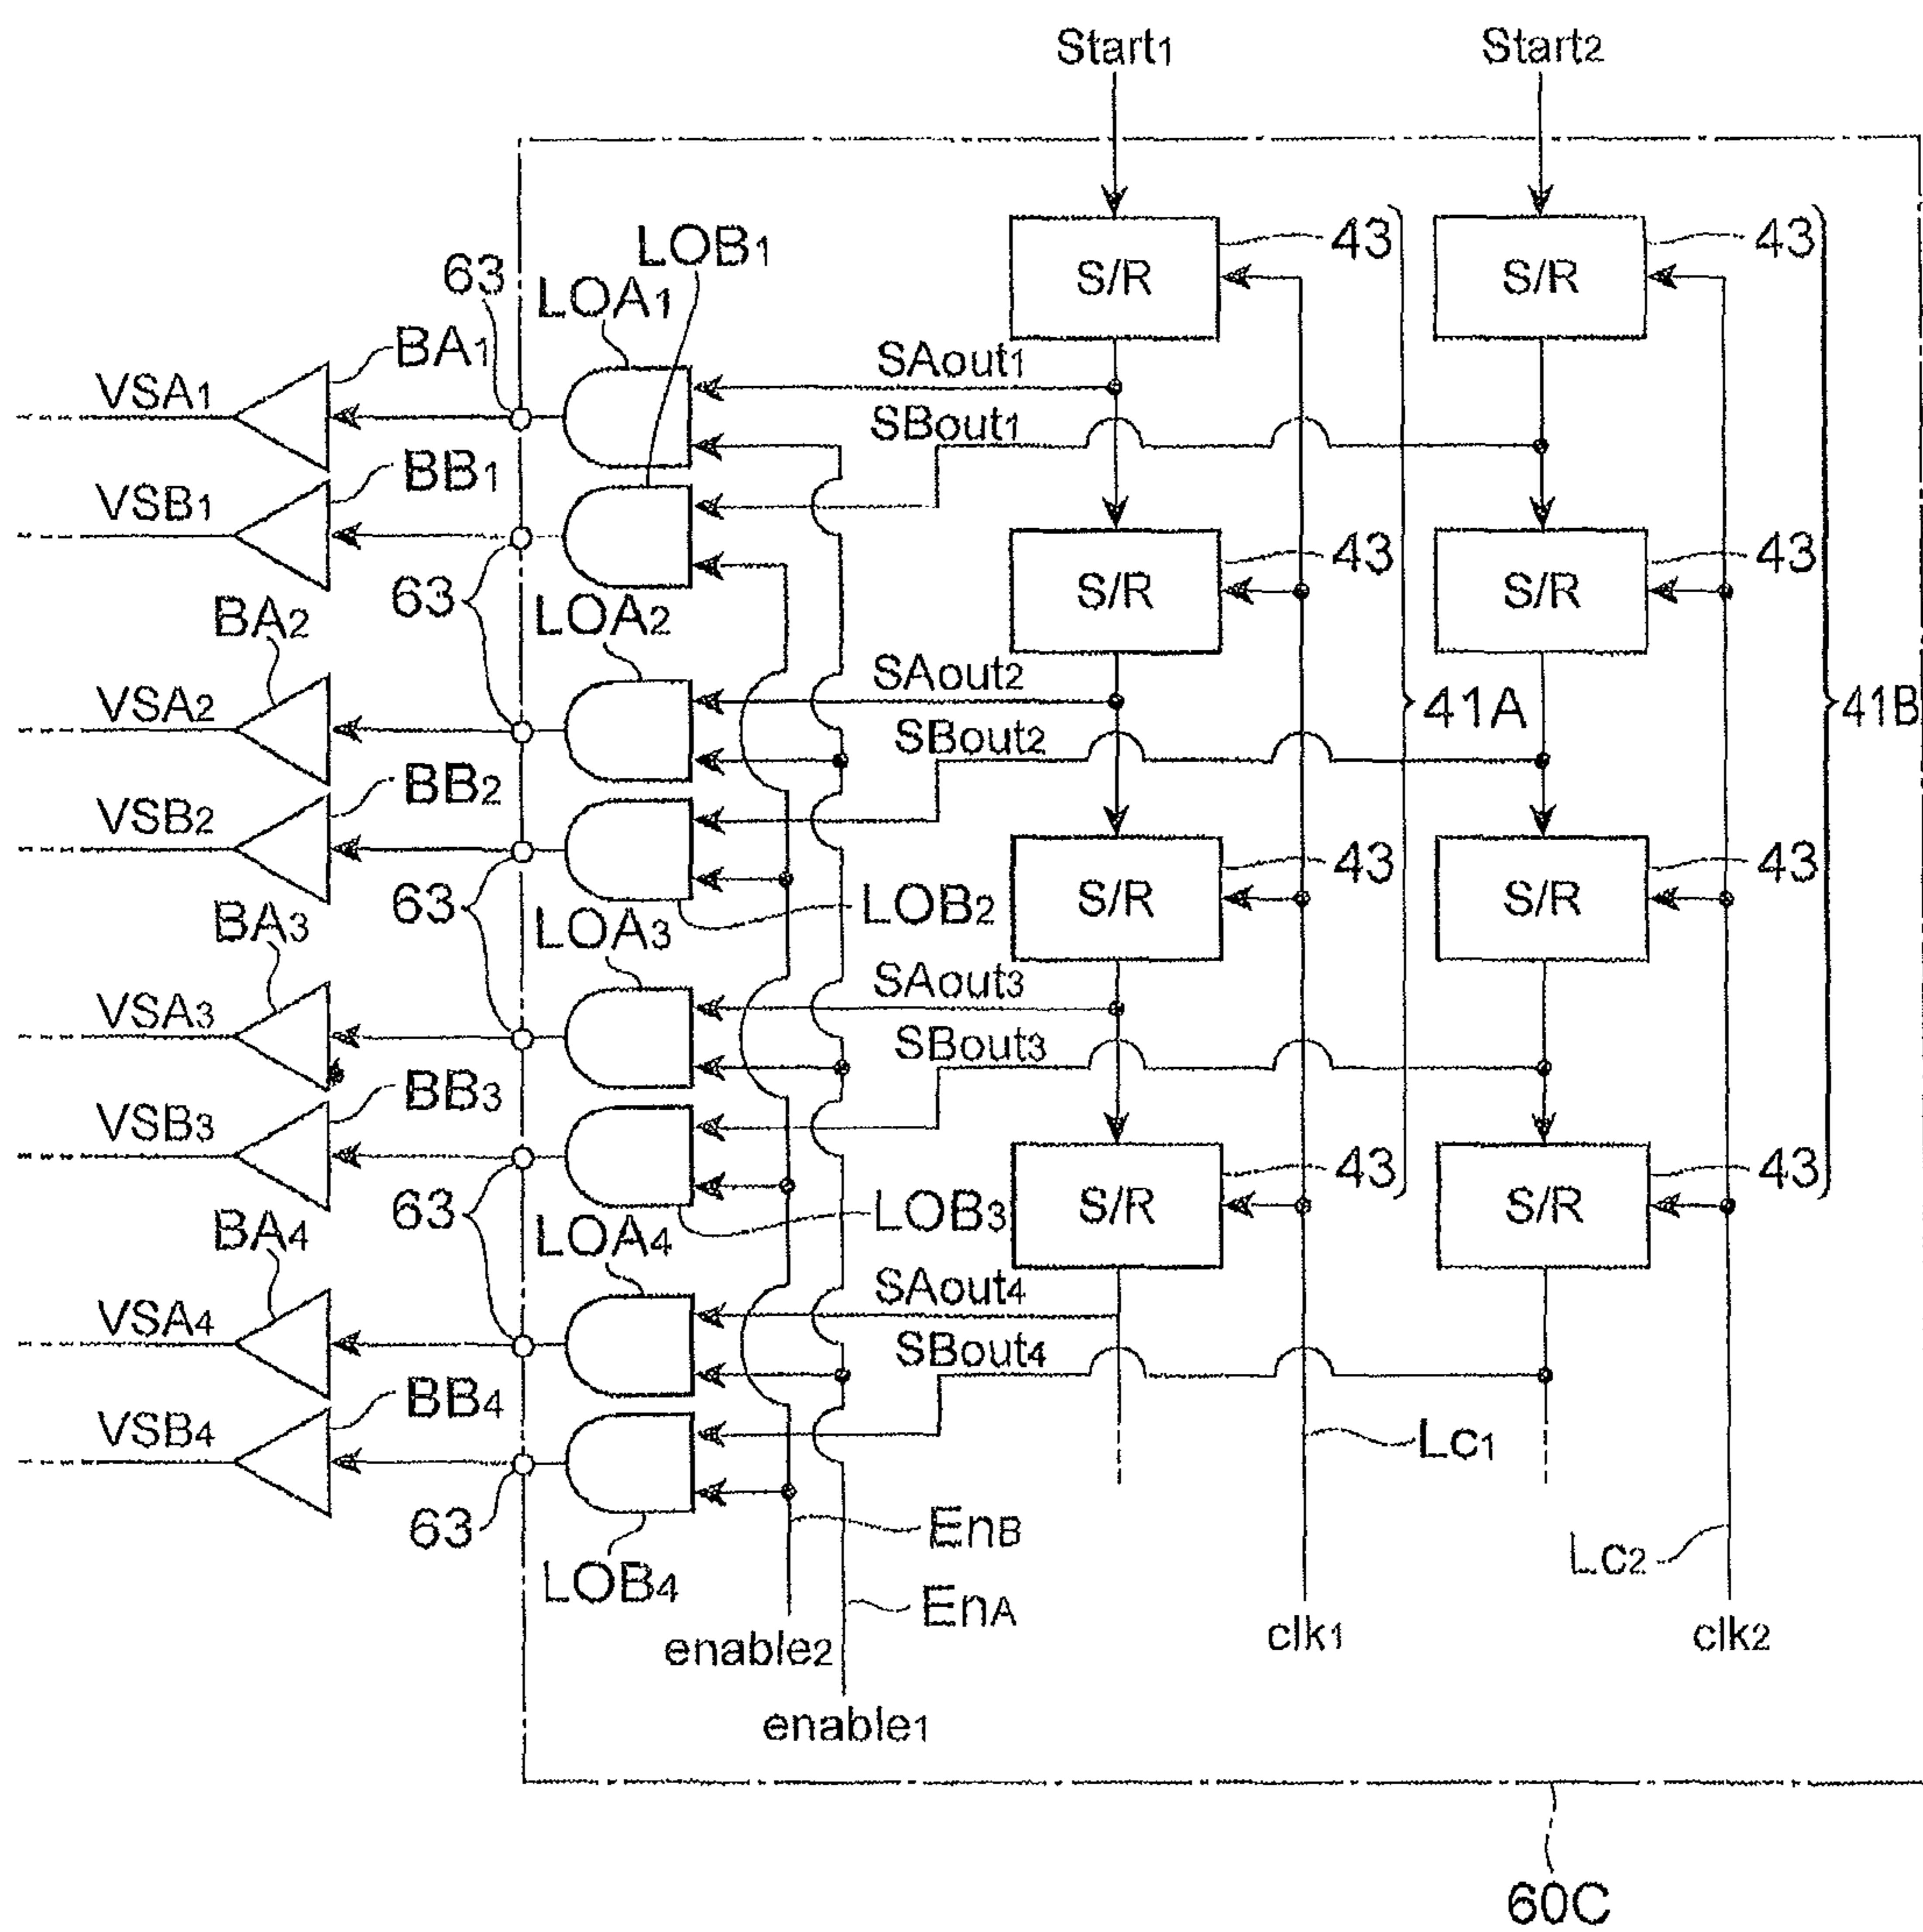 Start1 Start2
LOB1 43 43
63 LOA1 S/R S/R
BA1 SAout1
VSA1 SBout1
BB1
VSB1 43 43
63 LOA2 S/R S/R
BA2 SAout2
VSA2 SBout2 41A 41B
BB2
VSB2 43 43
63 LOA3 LOB2 S/R S/R
BA3 SAout3
VSA3 SBout3
BB3
VSB3 43 43
63 LOA4 LOB3 S/R S/R
BA4 SAout4
VSA4 SBout4
BB4
VSB4 Lc1
63 EnB
LOB4 EnA Lc2
enable2 clk1 clk2
enable1
60C